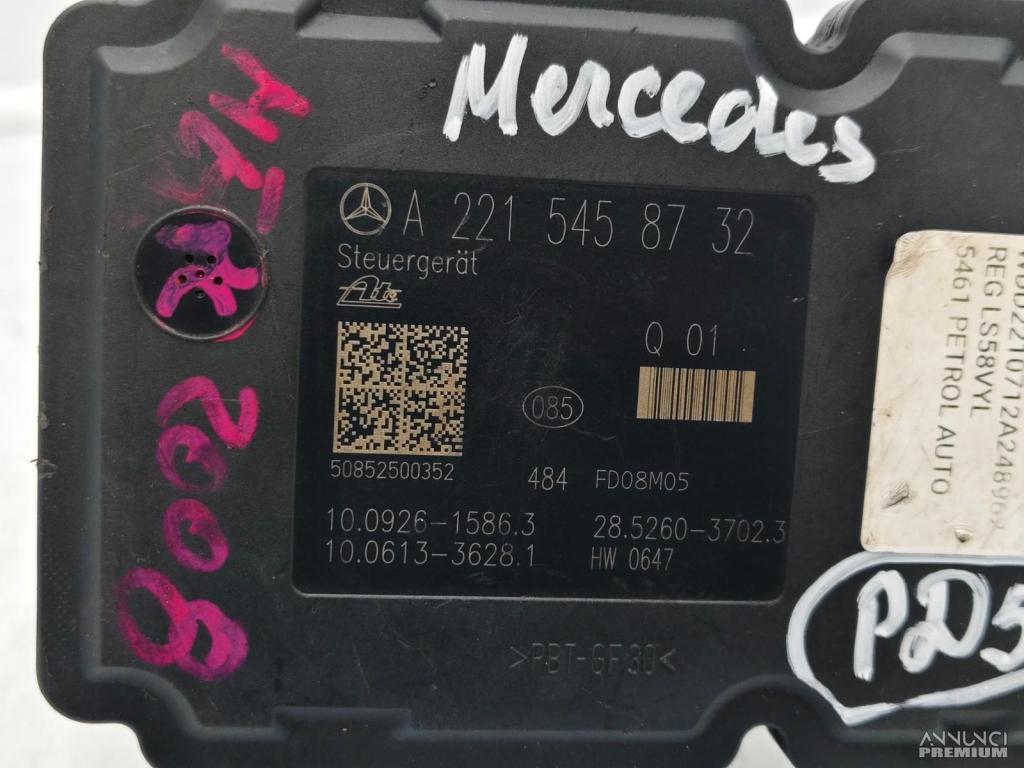 Mercedes
A 221 545 87 32
Steuergerät
Ate
Q 01
085
50852500352
484 FD08M05
10.0926-1586.3 28.5260-3702.3
10.0613-3628.1 HW 0647
>PBT-GF30<
2008
REG LS58VYL
5461 PETROL AUTO
ANNUNCI
PREMIUM